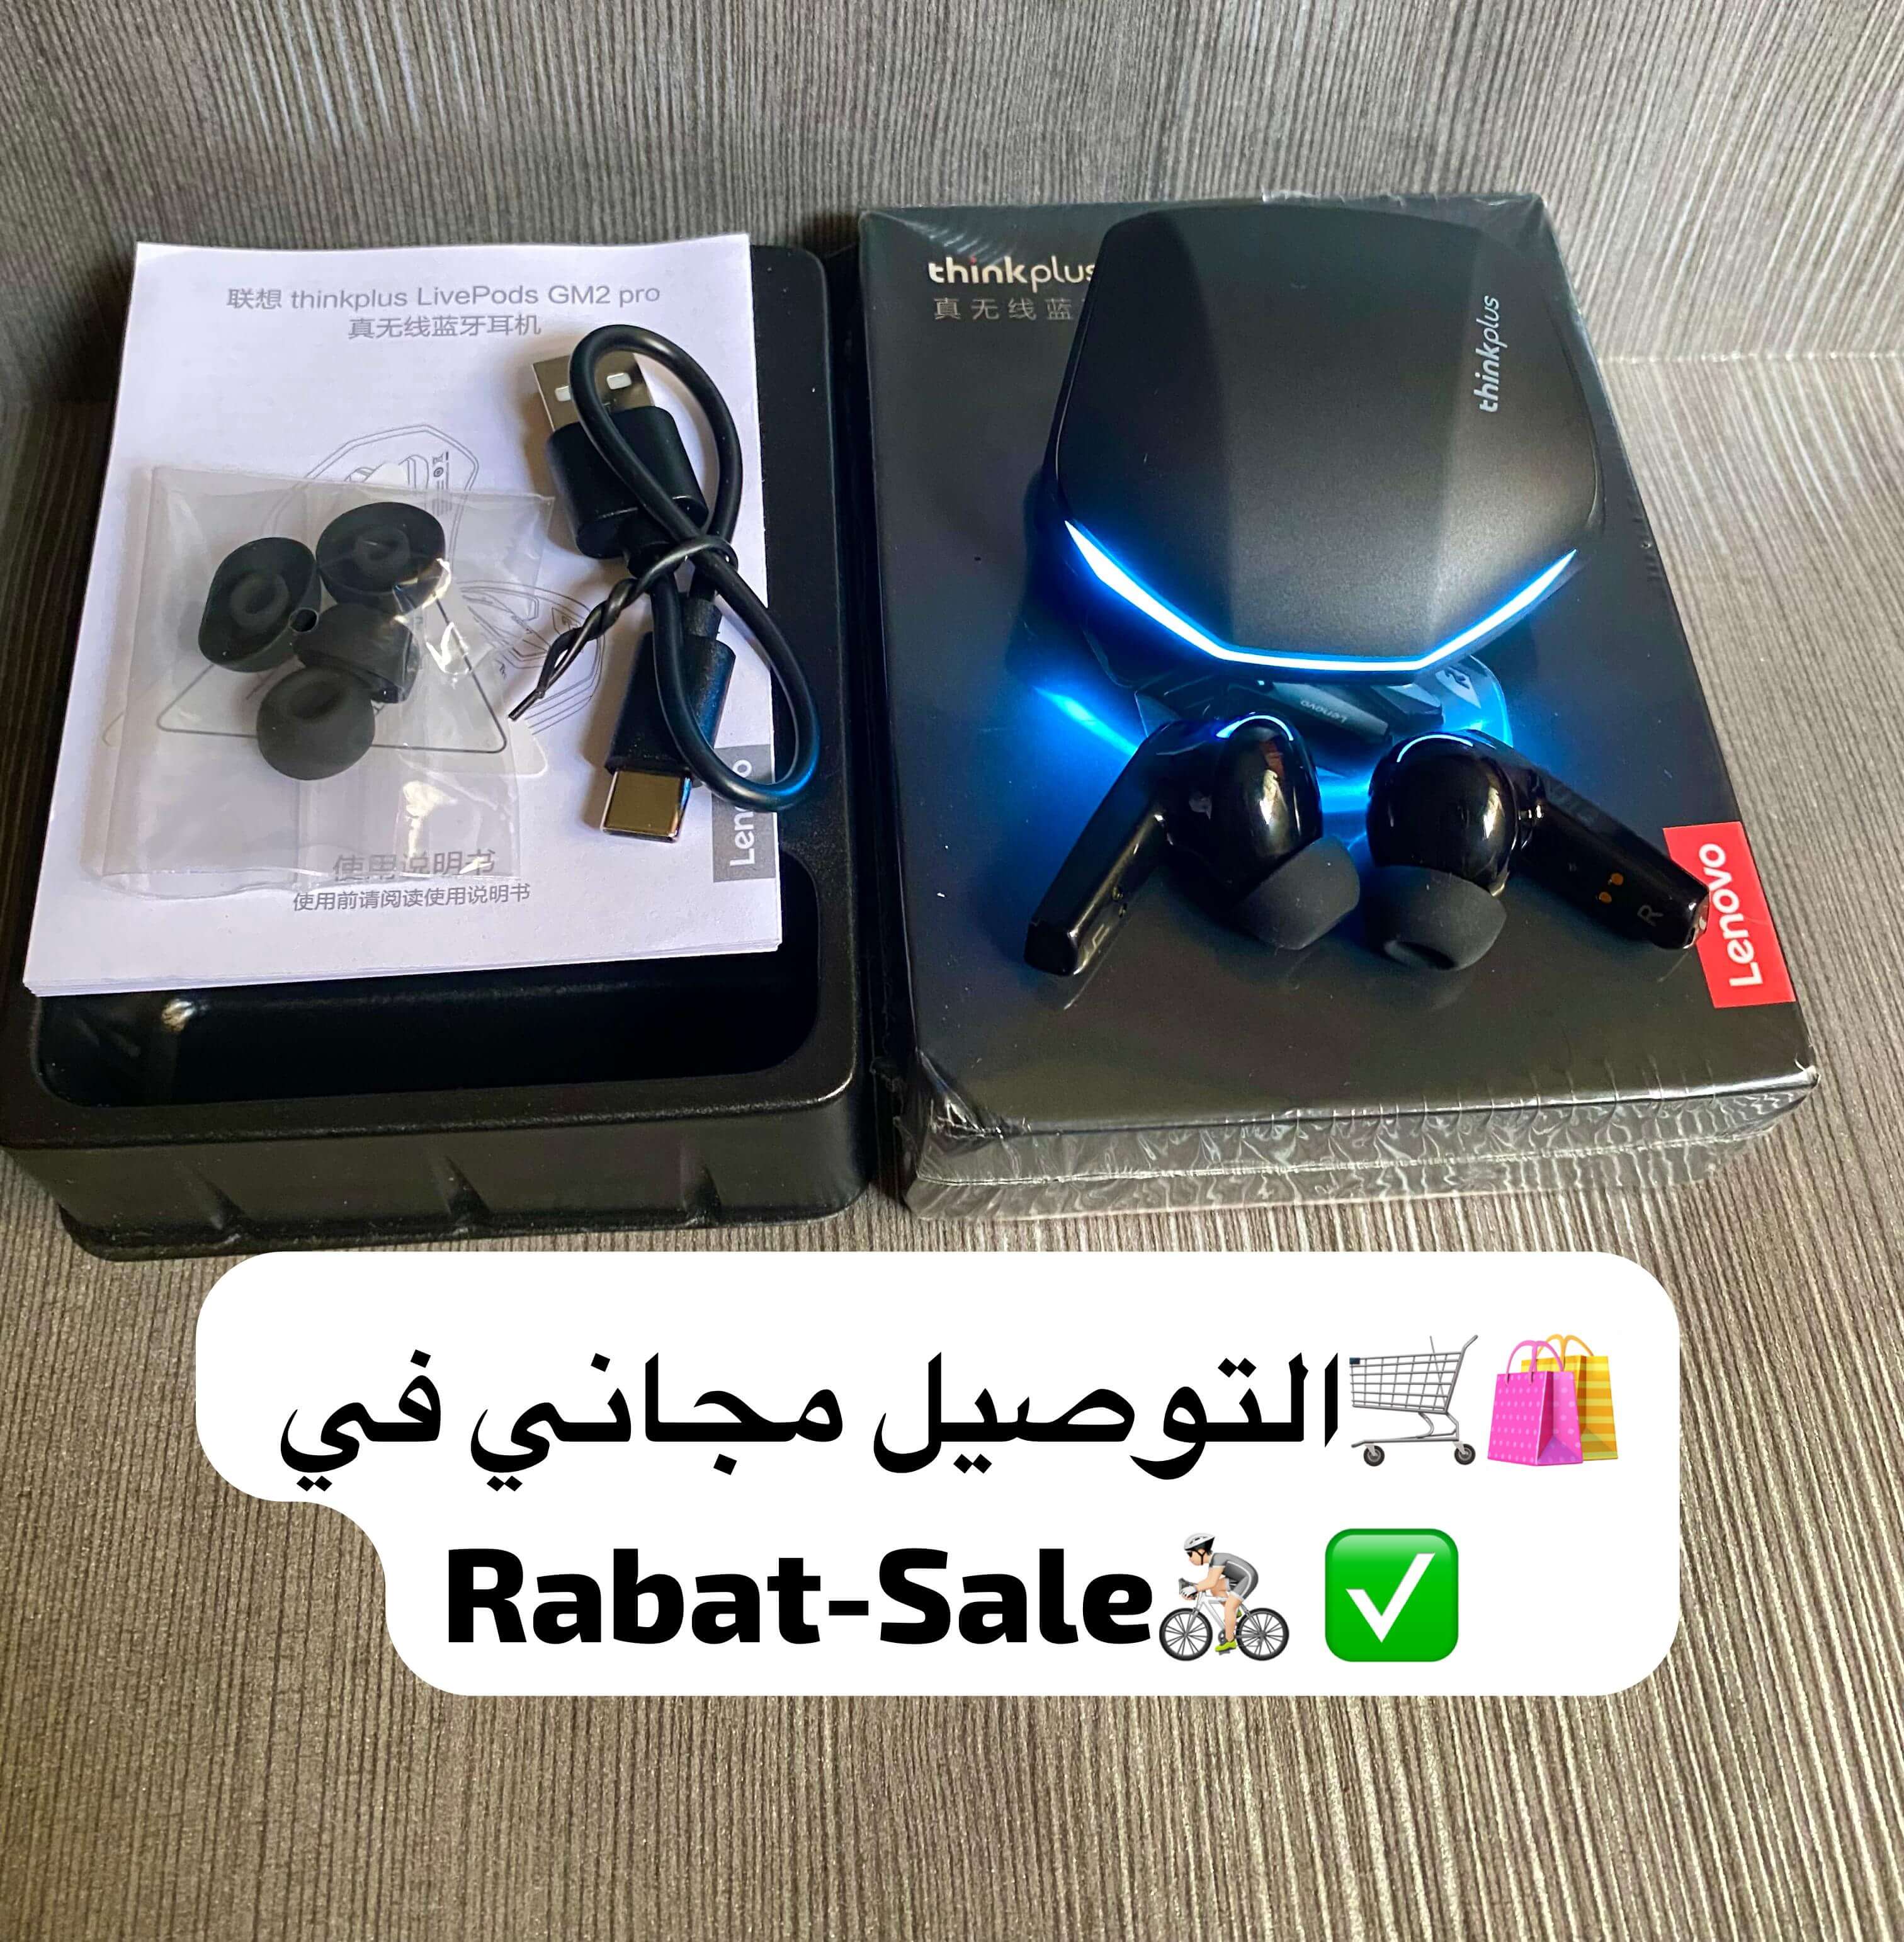 联想 thinkplus LivePods GM2 pro
真无线蓝牙耳机
使用说明书
使用前请阅读使用说明书
Lenovo
thinkplus
真无线蓝
thinkplus
Lenovo
R
Lenovo
🛍️🛒التوصيل مجاني في
Rabat-Sale🚴🏻 ✅